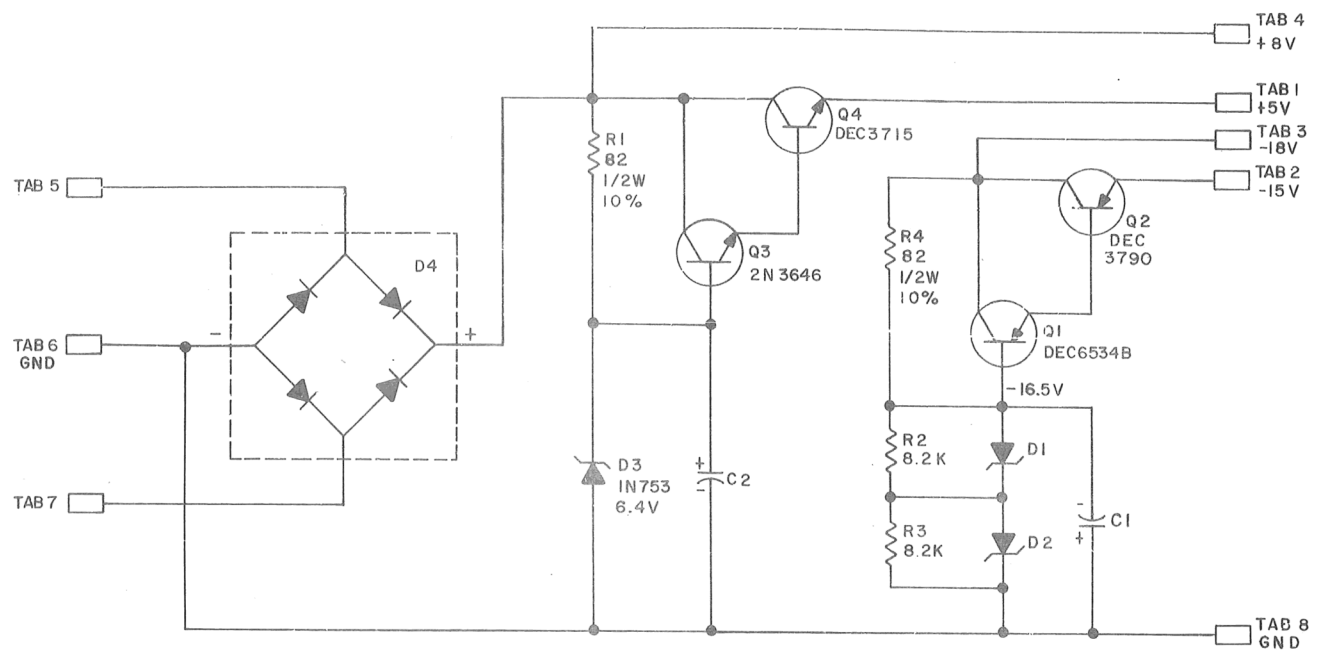 TAB 4
+8V
TAB 1
+5V
TAB 3
-18V
TAB 2
-15V
Q4
DEC3715
R1
82
1/2W
10%
TAB 5
Q3
2N3646
R4
82
1/2W
10%
Q2
DEC
3790
D4
-
+
TAB 6
GND
Q1
DEC6534B
-16.5V
R2
8.2K
D1
D3
1N753
6.4V
+
-
C2
TAB 7
R3
8.2K
D2
-
+
C1
TAB 8
GND